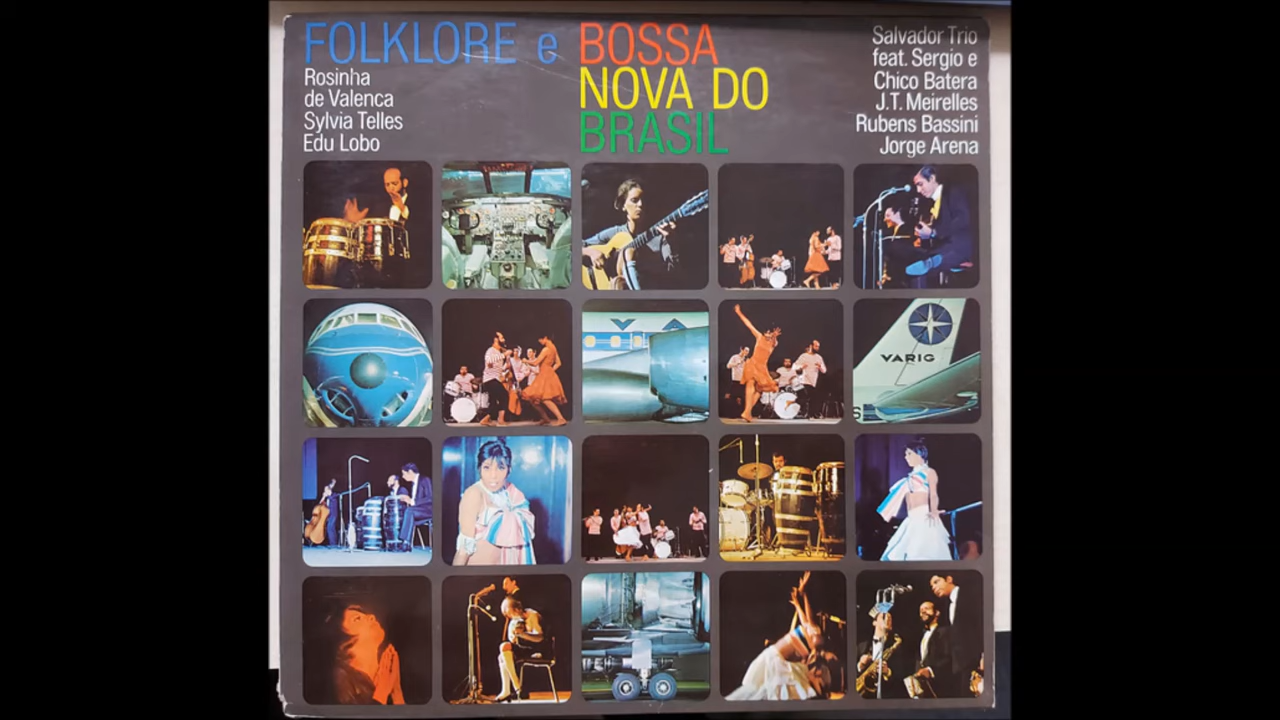 FOLKLORE e BOSSA
NOVA DO
BRASIL
Rosinha
de Valenca
Sylvia Telles
Edu Lobo
Salvador Trio
feat. Sergio e
Chico Batera
J.T. Meirelles
Rubens Bassini
Jorge Arena
VA
VARIG
S